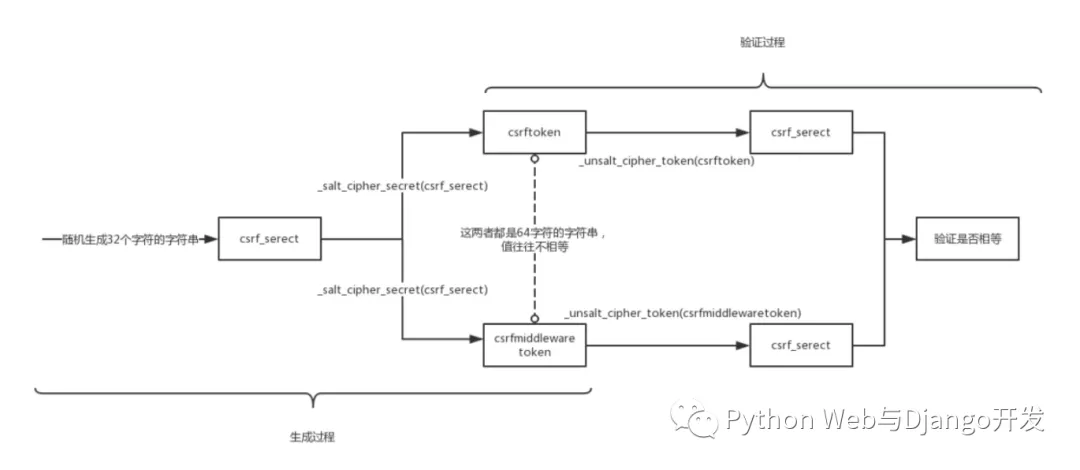 验证过程
csrftoken
csrf_serect
_unsalt_cipher_token(csrftoken)
_salt_cipher_secret(csrf_serect)
随机生成32个字符的字符串
csrf_serect
这两者都是64字符的字符串，
值往往不相等
验证是否相等
_salt_cipher_secret(csrf_serect)
_unsalt_cipher_token(csrfmiddlewaretoken)
csrfmiddleware
token
csrf_serect
生成过程
Python Web与Django开发